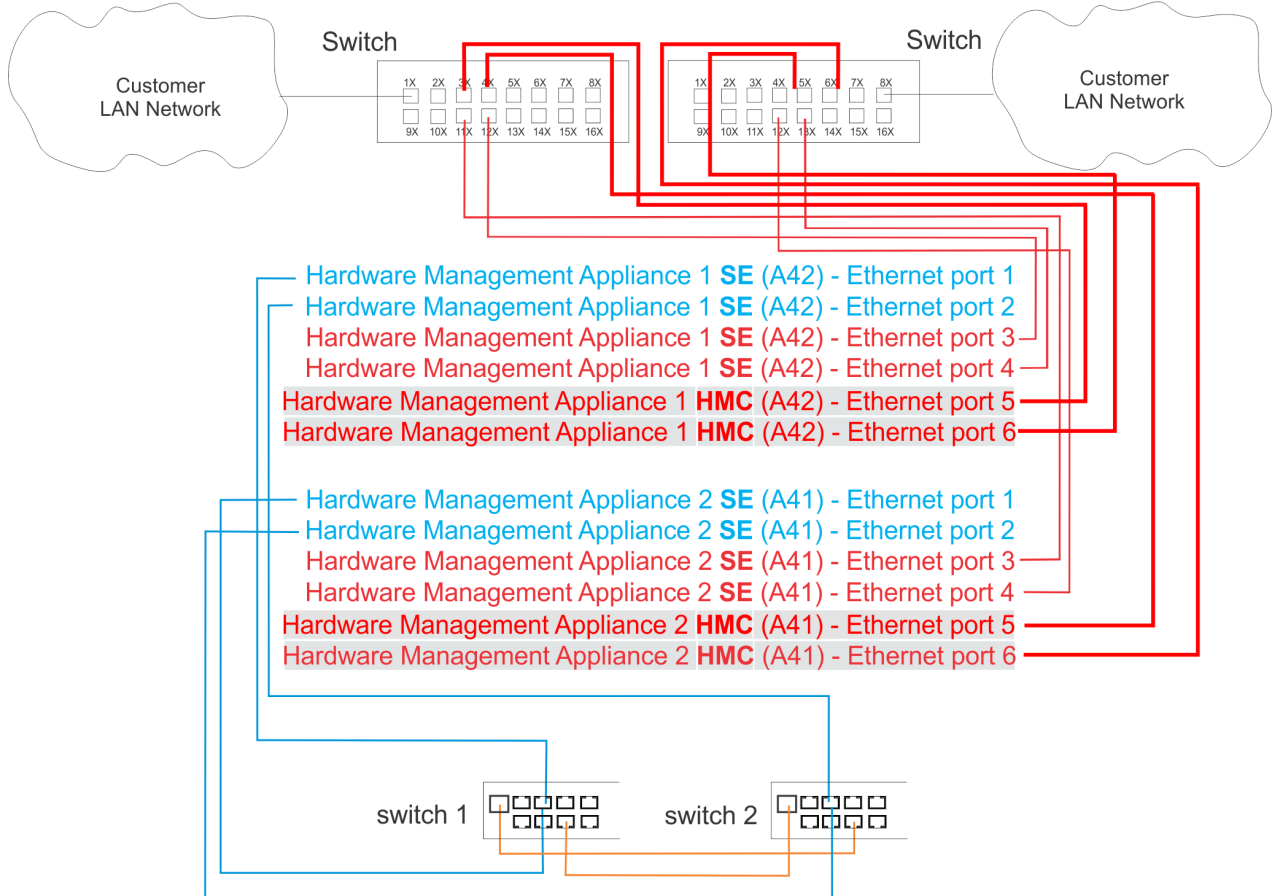 Switch
Switch
Customer
LAN Network
Customer
LAN Network
1X 2X 3X 4X 5X 6X 7X 8X
9X 10X 11X 12X 13X 14X 15X 16X
1X 2X 3X 4X 5X 6X 7X 8X
9X 10X 11X 12X 13X 14X 15X 16X
Hardware Management Appliance 1 SE (A42) - Ethernet port 1
Hardware Management Appliance 1 SE (A42) - Ethernet port 2
Hardware Management Appliance 1 SE (A42) - Ethernet port 3
Hardware Management Appliance 1 SE (A42) - Ethernet port 4
Hardware Management Appliance 1 HMC (A42) - Ethernet port 5
Hardware Management Appliance 1 HMC (A42) - Ethernet port 6
Hardware Management Appliance 2 SE (A41) - Ethernet port 1
Hardware Management Appliance 2 SE (A41) - Ethernet port 2
Hardware Management Appliance 2 SE (A41) - Ethernet port 3
Hardware Management Appliance 2 SE (A41) - Ethernet port 4
Hardware Management Appliance 2 HMC (A41) - Ethernet port 5
Hardware Management Appliance 2 HMC (A41) - Ethernet port 6
switch 1
switch 2